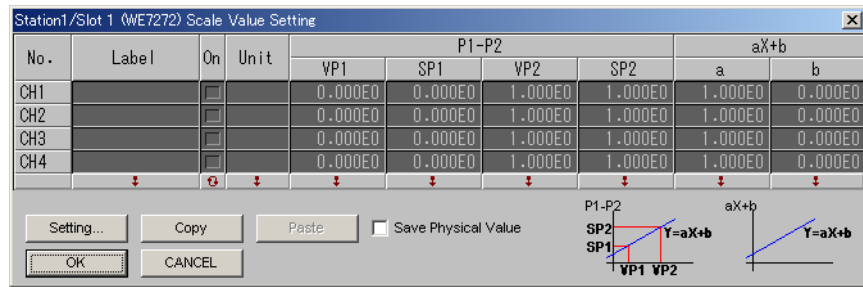 Station1/Slot 1 (WE7272) Scale Value Setting
No. Label On Unit P1-P2 aX+b
VP1 SP1 VP2 SP2 a b
CH1 0.000E0 0.000E0 1.000E0 1.000E0 1.000E0 0.000E0
CH2 0.000E0 0.000E0 1.000E0 1.000E0 1.000E0 0.000E0
CH3 0.000E0 0.000E0 1.000E0 1.000E0 1.000E0 0.000E0
CH4 0.000E0 0.000E0 1.000E0 1.000E0 1.000E0 0.000E0
P1-P2 aX+b
Setting... Copy Paste Save Physical Value SP2 Y=aX+b Y=aX+b
SP1
OK CANCEL VP1 VP2